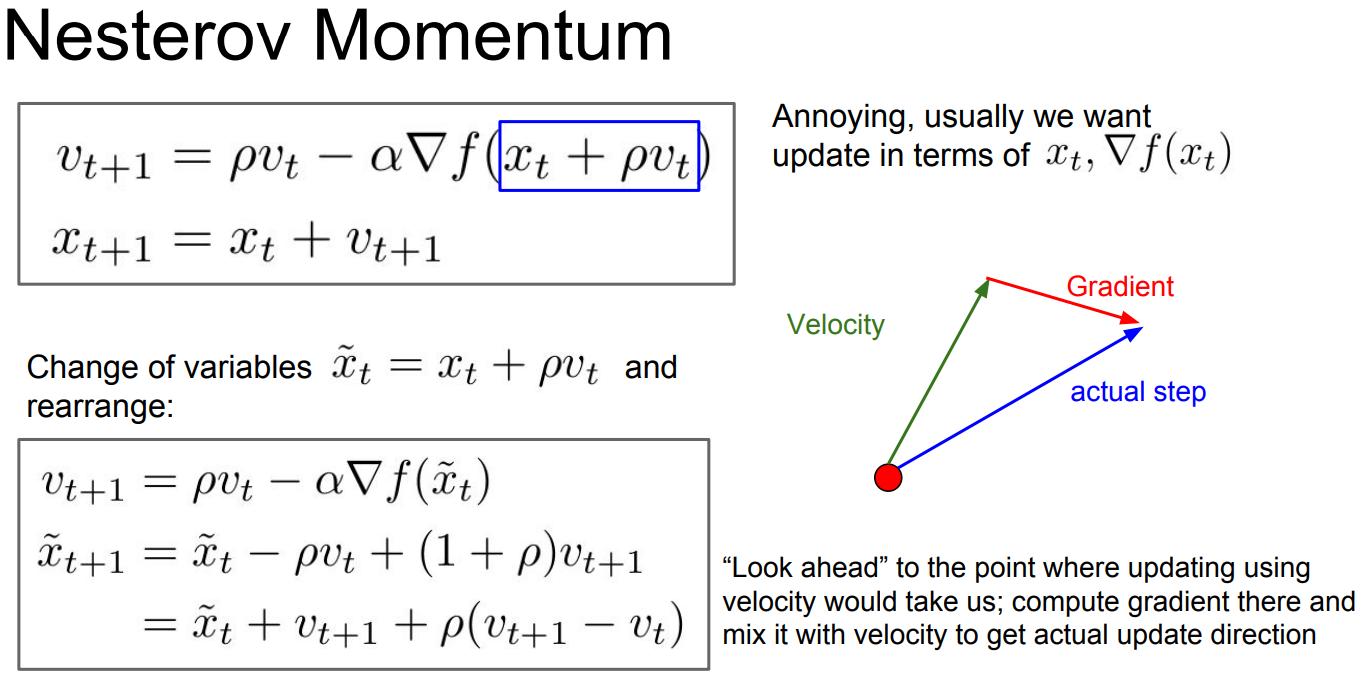 Nesterov Momentum
v_{t+1} = ρv_t − α∇f(x_t + ρv_t)
x_{t+1} = x_t + v_{t+1}
Annoying, usually we want
update in terms of x_t, ∇f(x_t)
Velocity
Gradient
actual step
Change of variables x̃_t = x_t + ρv_t and
rearrange:
v_{t+1} = ρv_t − α∇f(x̃_t)
x̃_{t+1} = x̃_t − ρv_t + (1 + ρ)v_{t+1}
= x̃_t + v_{t+1} + ρ(v_{t+1} − v_t)
“Look ahead” to the point where updating using
velocity would take us; compute gradient there and
mix it with velocity to get actual update direction